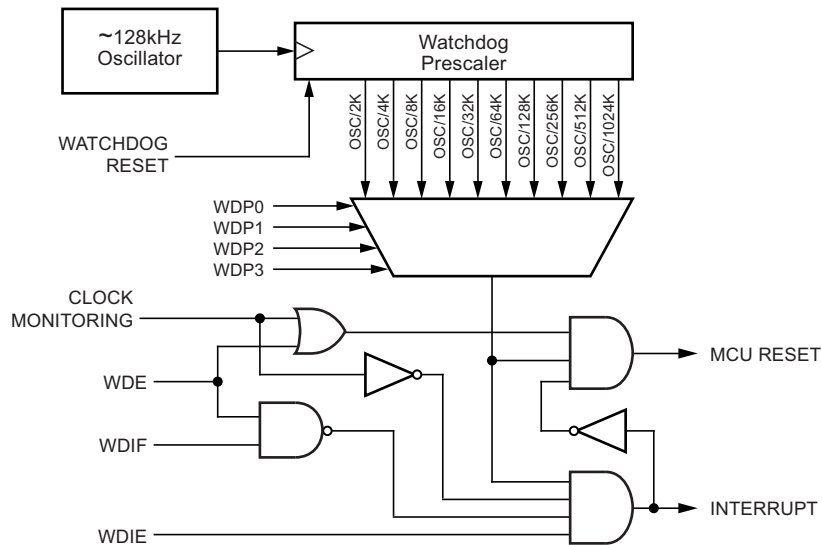 ~128kHz
Oscillator
Watchdog
Prescaler
OSC/2K
OSC/4K
OSC/8K
OSC/16K
OSC/32K
OSC/64K
OSC/128K
OSC/256K
OSC/512K
OSC/1024K
WATCHDOG
RESET
WDP0
WDP1
WDP2
WDP3
CLOCK
MONITORING
MCU RESET
WDE
WDIF
INTERRUPT
WDIE